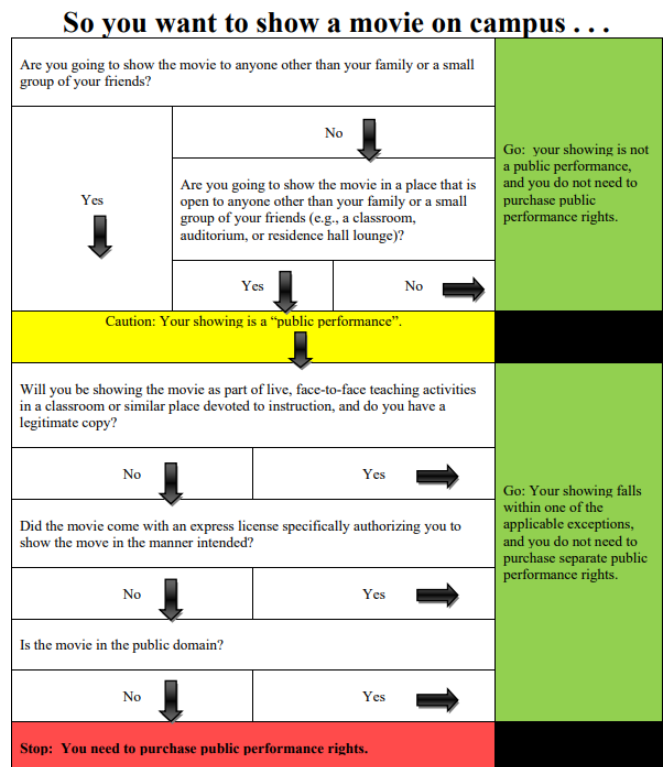 So you want to show a movie on campus . . .
Are you going to show the movie to anyone other than your family or a small
group of your friends?
Yes
No
Are you going to show the movie in a place that is
open to anyone other than your family or a small
group of your friends (e.g., a classroom,
auditorium, or residence hall lounge)?
Yes
No
Go:  your showing is not
a public performance,
and you do not need to
purchase public
performance rights.
Caution: Your showing is a “public performance”.
Will you be showing the movie as part of live, face-to-face teaching activities
in a classroom or similar place devoted to instruction, and do you have a
legitimate copy?
No
Yes
Did the movie come with an express license specifically authorizing you to
show the move in the manner intended?
No
Yes
Is the movie in the public domain?
No
Yes
Go: Your showing falls
within one of the
applicable exceptions,
and you do not need to
purchase separate public
performance rights.
Stop:  You need to purchase public performance rights.